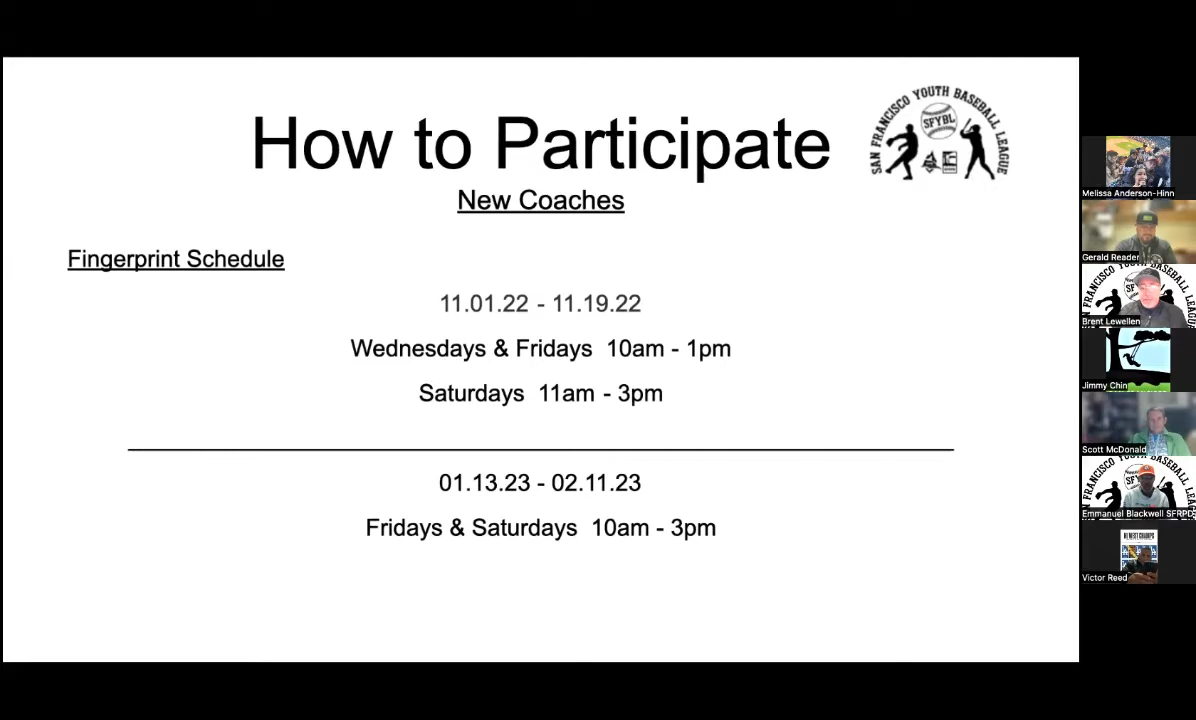 How to Participate
SAN FRANCISCO YOUTH BASEBALL LEAGUE
SFYBL
New Coaches
Fingerprint Schedule
11.01.22 - 11.19.22
Wednesdays & Fridays 10am - 1pm
Saturdays 11am - 3pm
01.13.23 - 02.11.23
Fridays & Saturdays 10am - 3pm
Melissa Anderson-Hinn
Gerald Reader
Brent Lewellen
Jimmy Chin
Scott McDonald
Emmanuel Blackwell SFRPD
Victor Reed